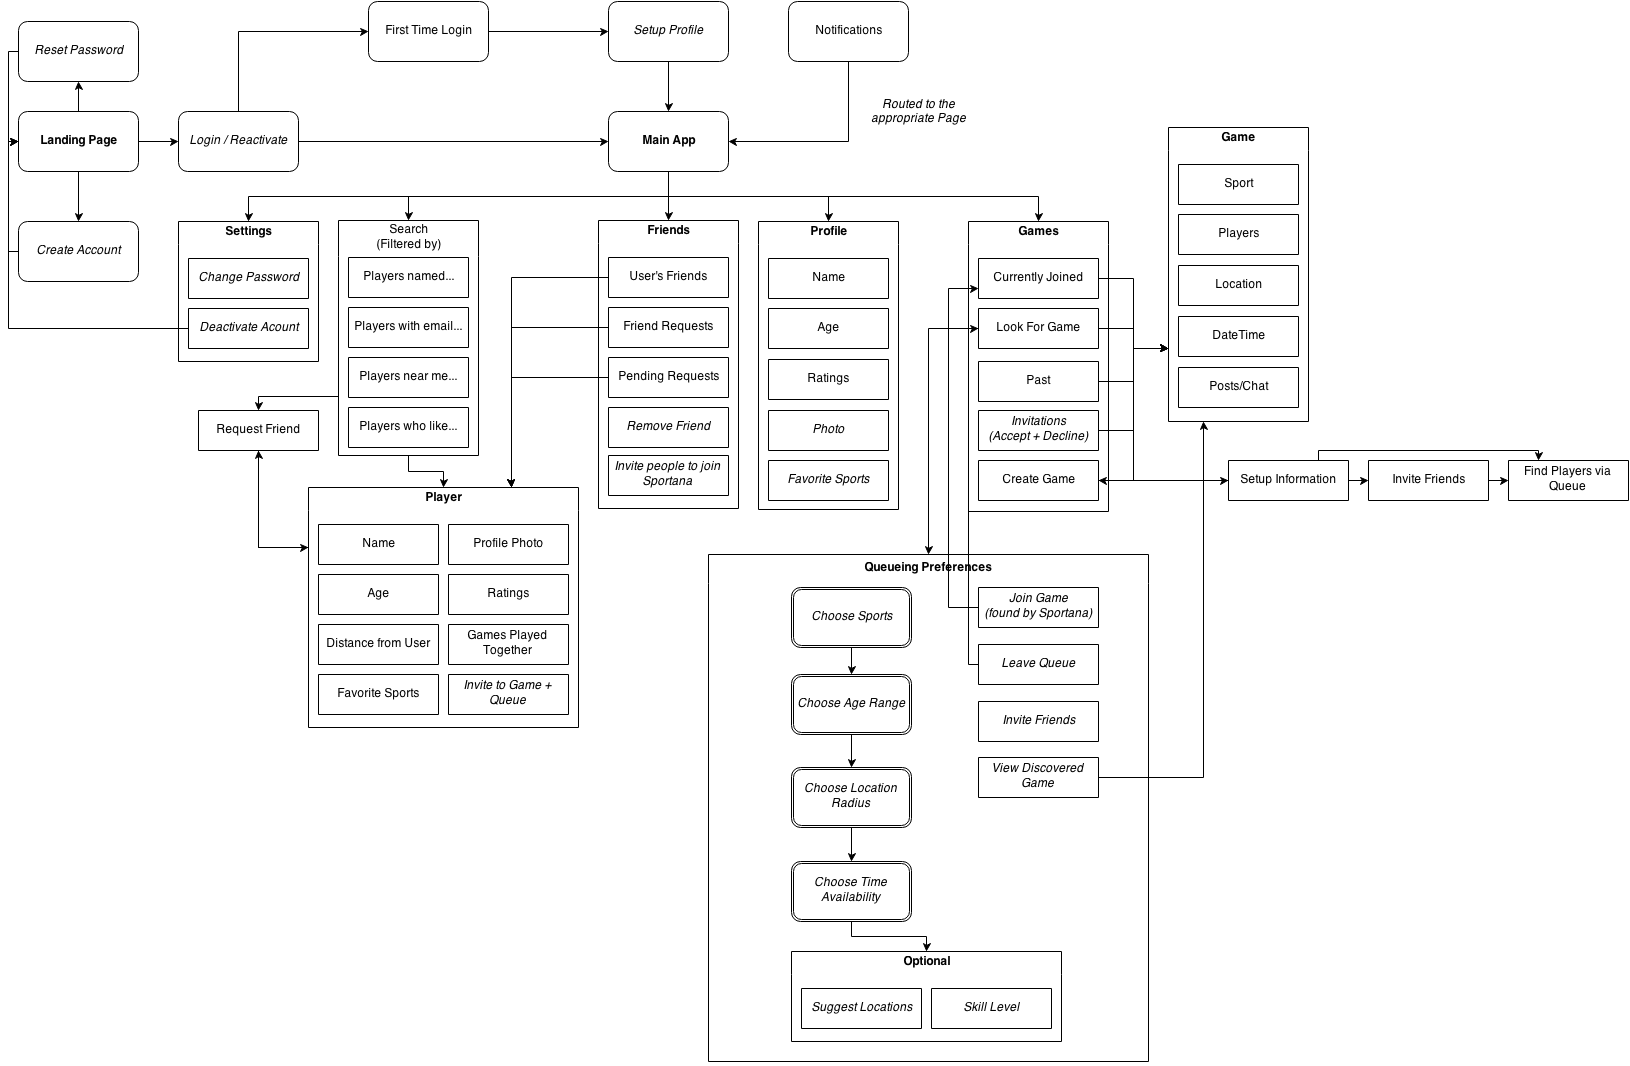 First Time Login
Setup Profile
Notifications
Reset Password
Routed to the
appropriate Page
Landing Page
Login / Reactivate
Main App
Create Account
Settings
Change Password
Deactivate Acount
Search
(Filtered by)
Players named...
Players with email...
Players near me...
Players who like...
Friends
User's Friends
Friend Requests
Pending Requests
Remove Friend
Invite people to join
Sportana
Profile
Name
Age
Ratings
Photo
Favorite Sports
Games
Currently Joined
Look For Game
Past
Invitations
(Accept + Decline)
Create Game
Game
Sport
Players
Location
DateTime
Posts/Chat
Request Friend
Setup Information
Invite Friends
Find Players via
Queue
Player
Name
Profile Photo
Age
Ratings
Distance from User
Games Played
Together
Favorite Sports
Invite to Game +
Queue
Queueing Preferences
Choose Sports
Choose Age Range
Choose Location
Radius
Choose Time
Availability
Join Game
(found by Sportana)
Leave Queue
Invite Friends
View Discovered
Game
Optional
Suggest Locations
Skill Level